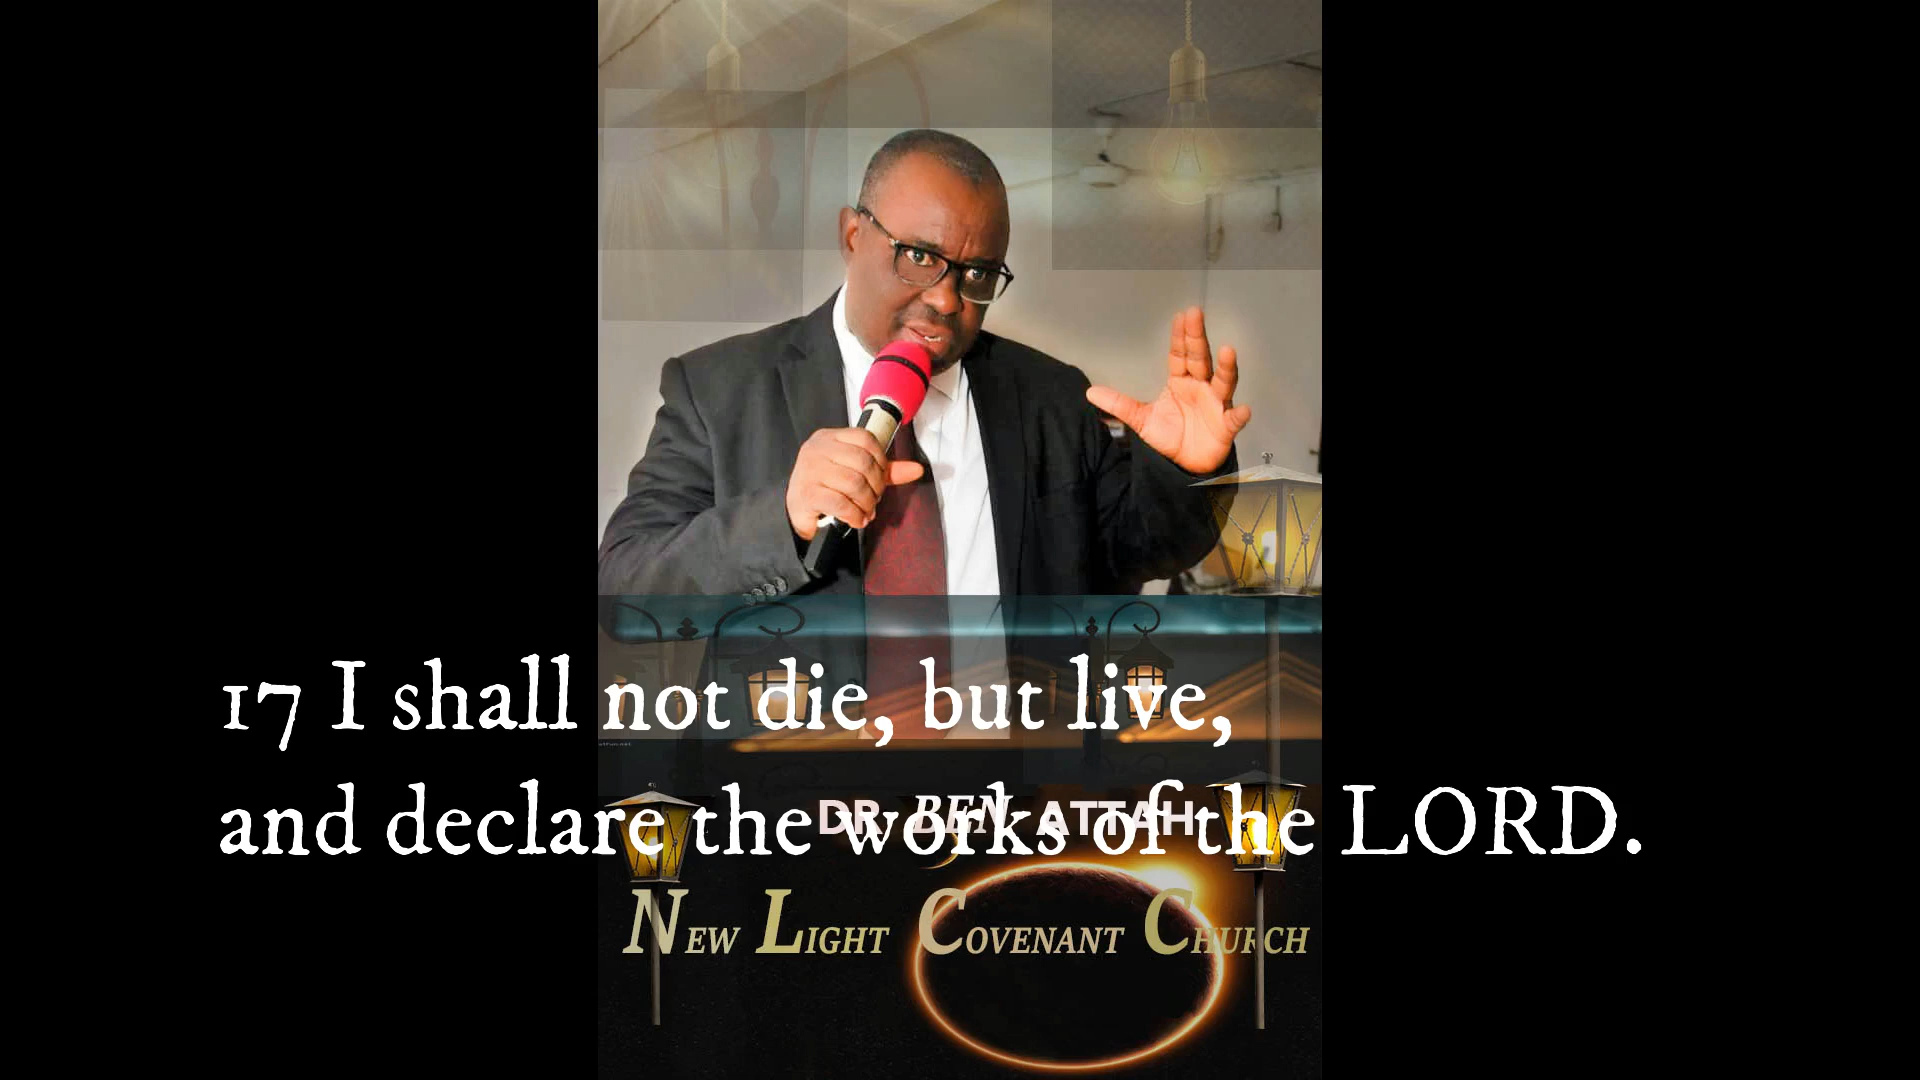 17 I shall not die, but live,
and declare the works of the LORD.
DR BEN ATTAH
NEW LIGHT COVENANT CHURCH